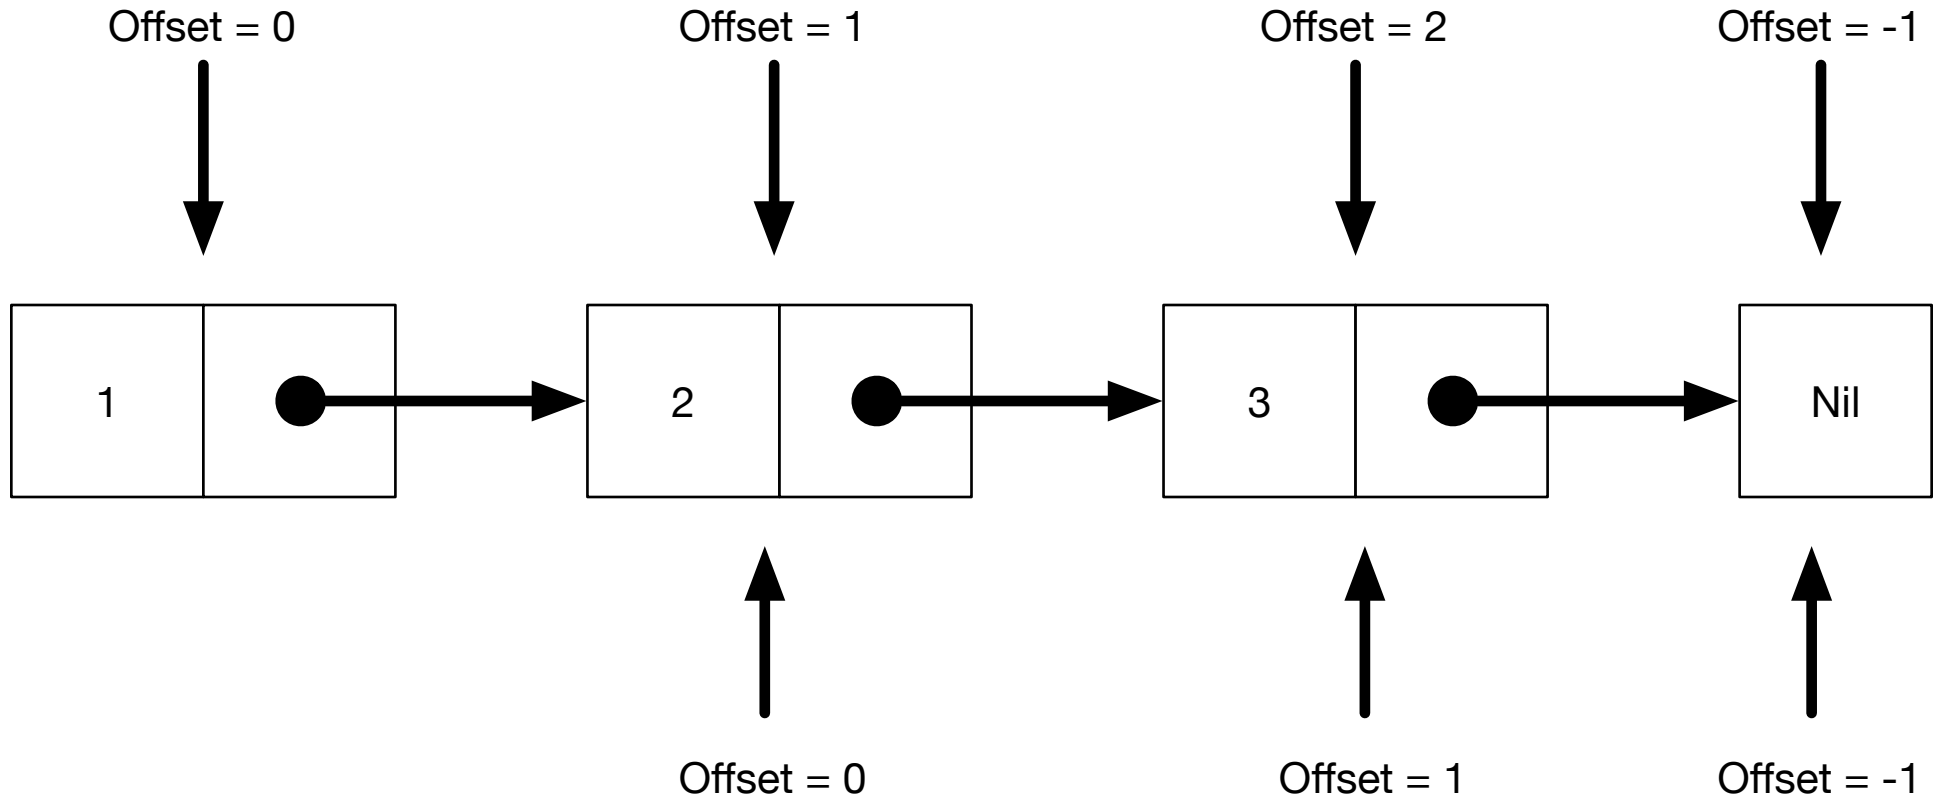 Offset = 0
Offset = 1
Offset = 2
Offset = -1
1
2
3
Nil
Offset = 0
Offset = 1
Offset = -1